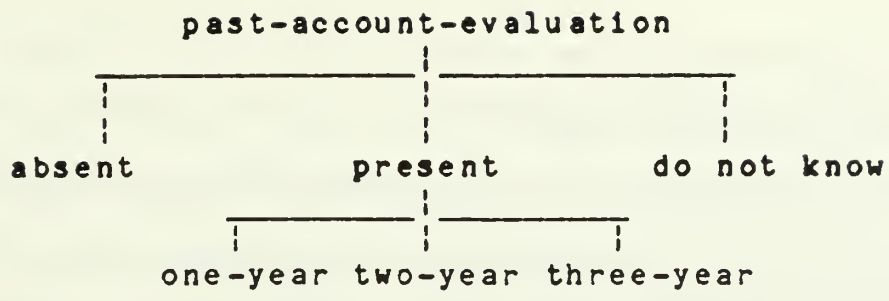 past-account-evaluation
absent present do not know
one-year two-year three-year